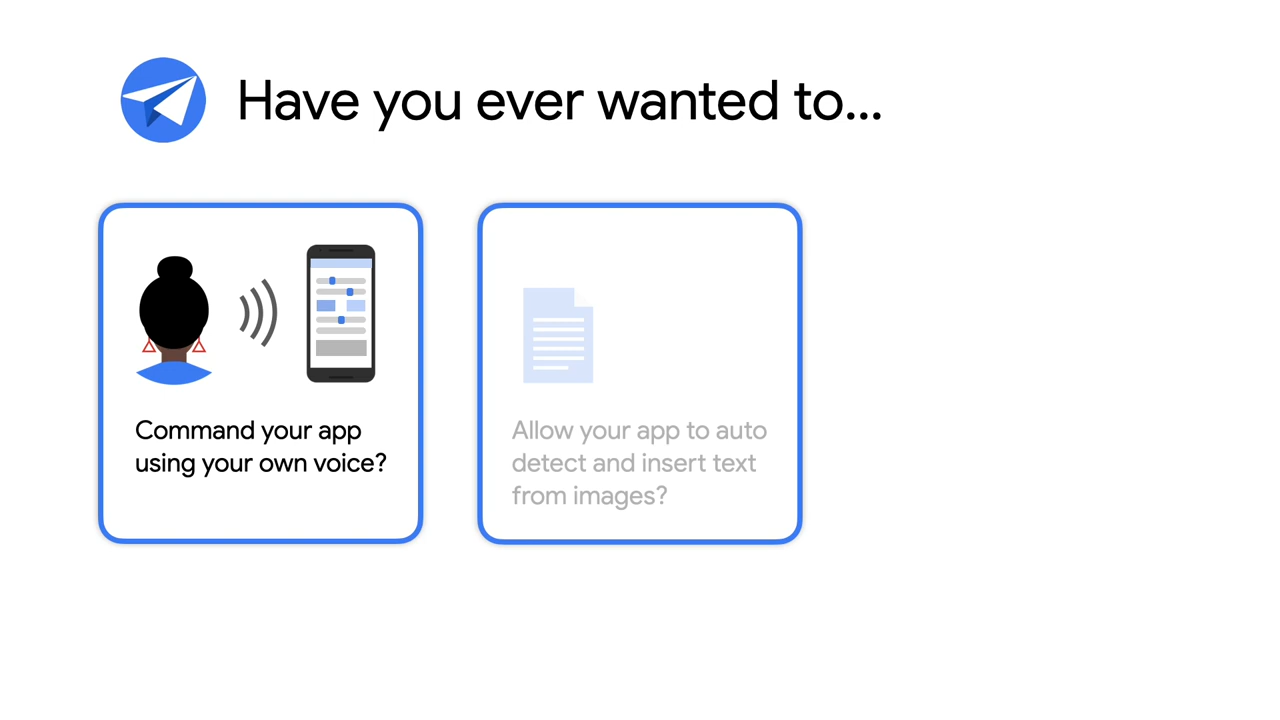 Have you ever wanted to...
Command your app
using your own voice?
Allow your app to auto
detect and insert text
from images?